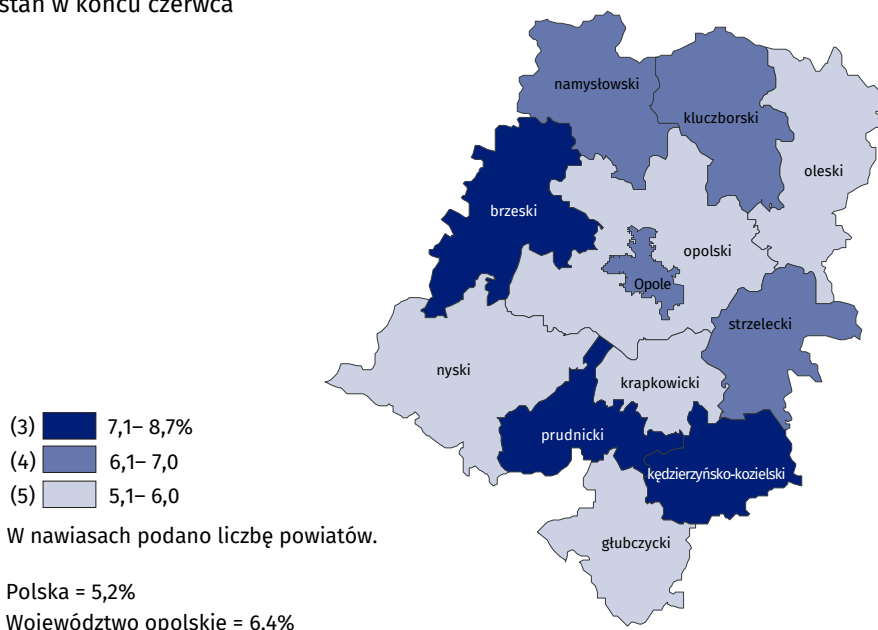 stan w końcu czerwca
namysłowski
kluczborski
oleski
brzeski
opolski
Opole
strzelecki
nyski
krapkowicki
prudnicki
kędzierzyńsko-kozielski
głubczycki
(3) 7,1– 8,7%
(4) 6,1– 7,0
(5) 5,1– 6,0
W nawiasach podano liczbę powiatów.
Polska = 5,2%
Województwo opolskie = 6,4%